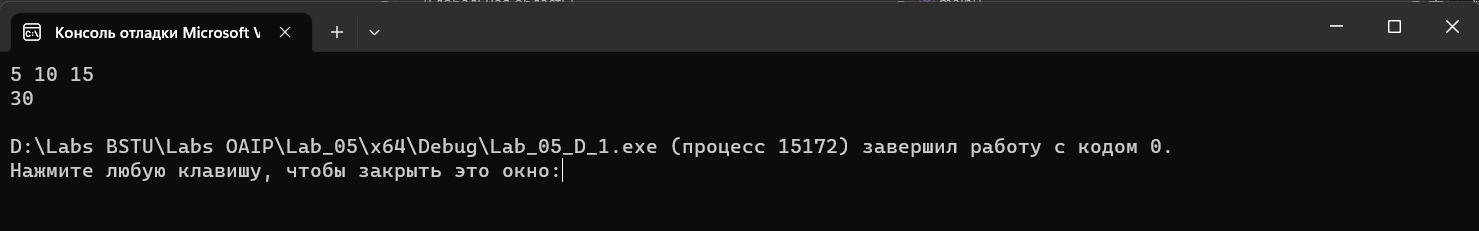 Консоль отладки Microsoft V
5 10 15
30
D:\Labs BSTU\Labs OAIP\Lab_05\x64\Debug\Lab_05_D_1.exe (процесс 15172) завершил работу с кодом 0.
Нажмите любую клавишу, чтобы закрыть это окно: